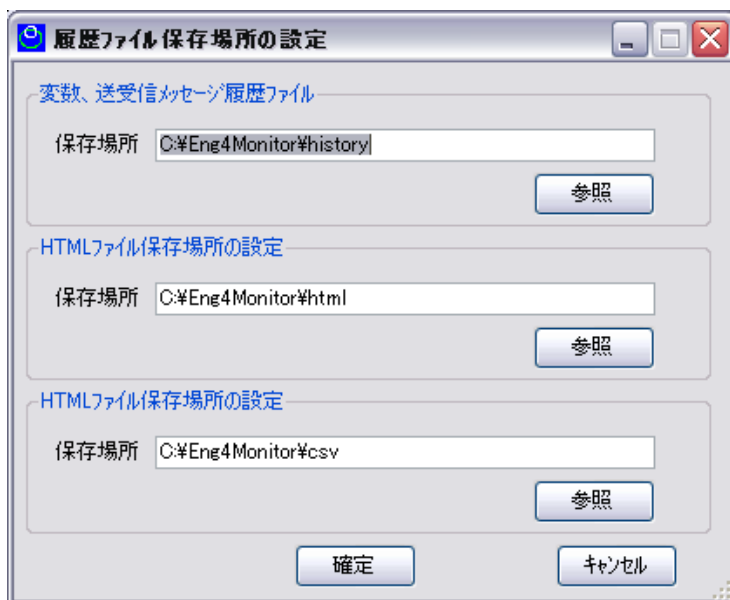 履歴ファイル保存場所の設定
変数、送受信メッセージ履歴ファイル
保存場所 C:¥Eng4Monitor¥history
参照
HTMLファイル保存場所の設定
保存場所 C:¥Eng4Monitor¥html
参照
HTMLファイル保存場所の設定
保存場所 C:¥Eng4Monitor¥csv
参照
確定 キャンセル